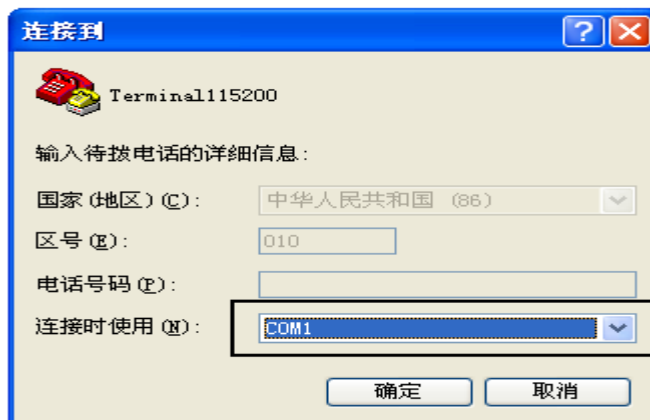 连接到
Terminal115200
输入待拨电话的详细信息:
国家(地区)(C): 中华人民共和国 (86)
区号(E): 010
电话号码(P):
连接时使用(N): COM1
确定 取消